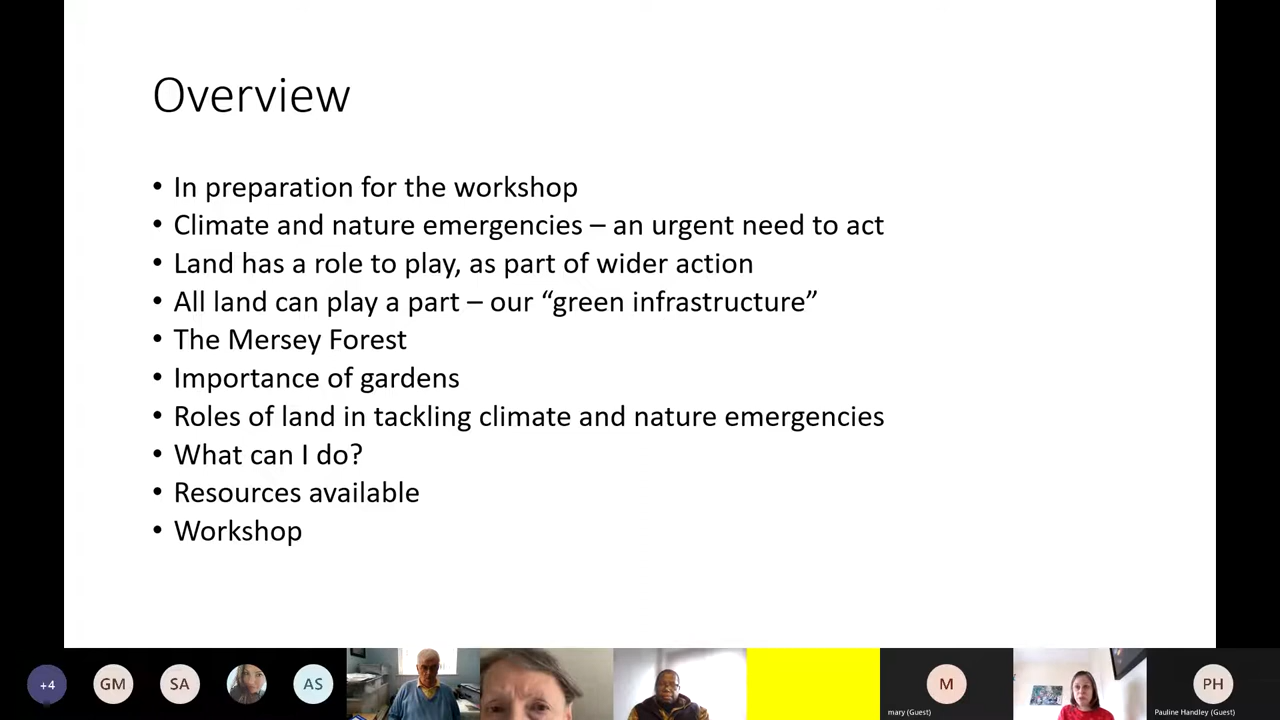 Overview
• In preparation for the workshop
• Climate and nature emergencies – an urgent need to act
• Land has a role to play, as part of wider action
• All land can play a part – our “green infrastructure”
• The Mersey Forest
• Importance of gardens
• Roles of land in tackling climate and nature emergencies
• What can I do?
• Resources available
• Workshop
+4
GM
SA
AS
M
mary (Guest)
PH
Pauline Handley (Guest)